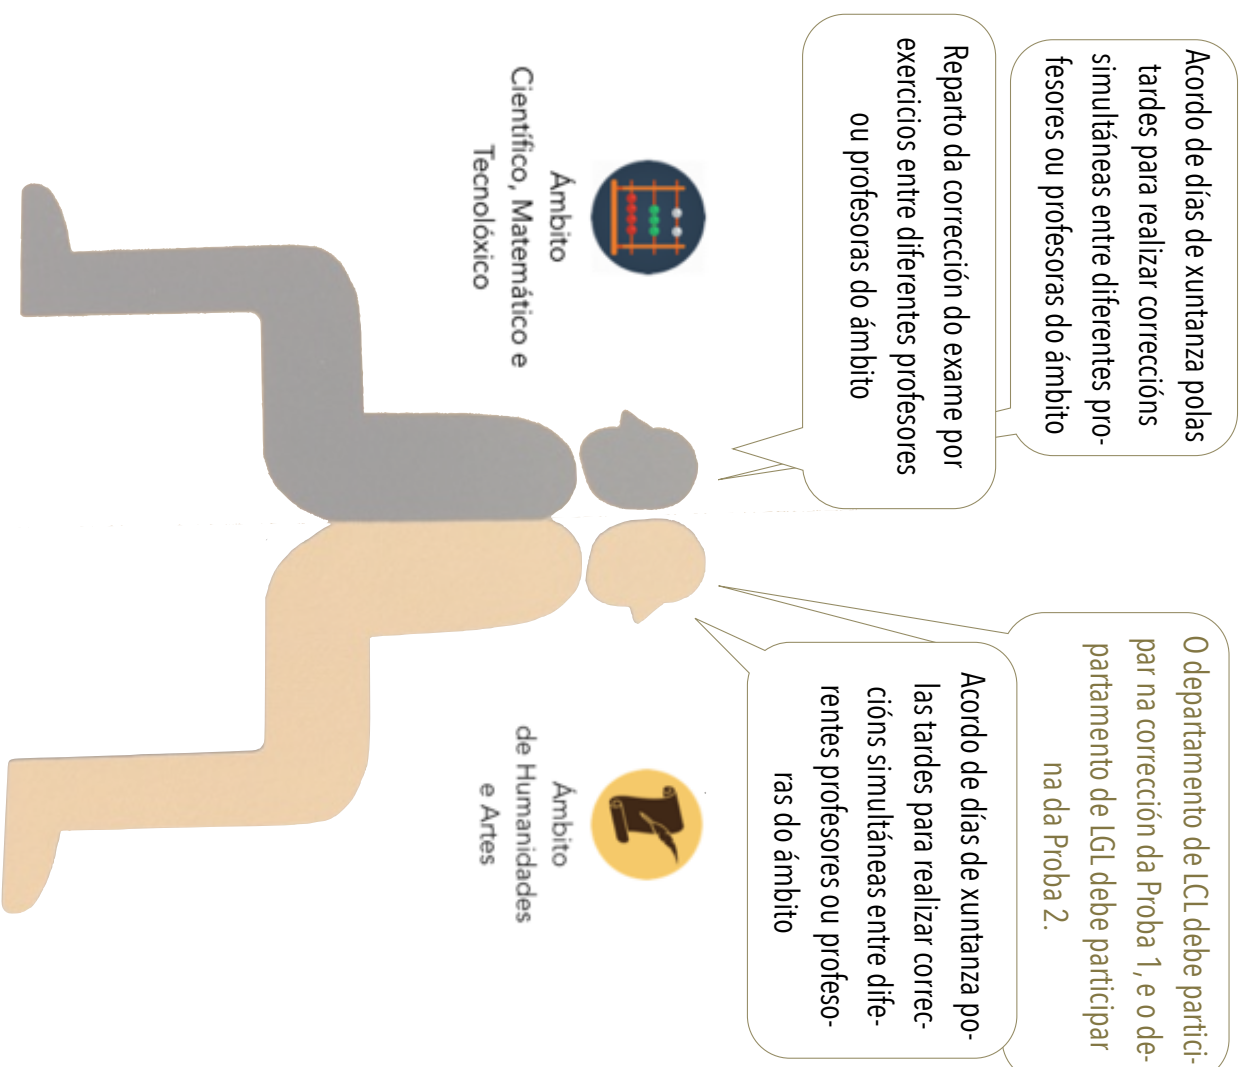 Acordo de días de xuntanza polas
tardes para realizar correccións
simultáneas entre diferentes pro-
fesores ou profesoras do ámbito
Reparto da corrección do exame por
exercicios entre diferentes profesores
ou profesoras do ámbito
Ámbito
Científico, Matemático e
Tecnolóxico
O departamento de LCL debe partici-
par na corrección da Proba 1, e o de-
partamento de LGL debe participar
na da Proba 2.
Acordo de días de xuntanza po-
las tardes para realizar correc-
cións simultáneas entre dife-
rentes profesores ou profeso-
ras do ámbito
Ámbito
de Humanidades
e Artes